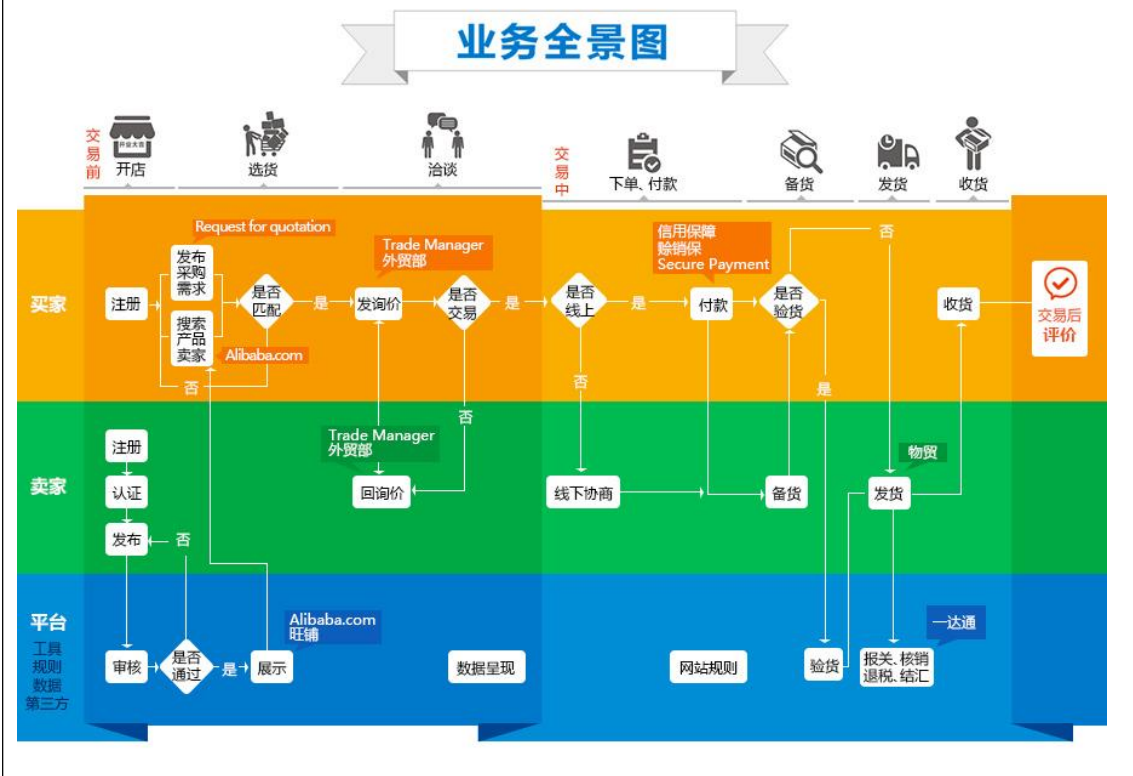 业务全景图
交
易
前
开业大吉
开店
选货
洽谈
交
易
中
下单、付款
备货
发货
收货
买家
注册
Request for quotation
发布
采购
需求
搜索
产品
卖家
Alibaba.com
是否
匹配
是
否
Trade Manager
外贸部
发询价
是否
交易
是
否
是否
线上
是
否
信用保障
赊销保
Secure Payment
付款
是否
验货
否
是
收货
交易后
评价
卖家
注册
认证
发布
否
Trade Manager
外贸部
回询价
线下协商
备货
物贸
发货
平台
工具
规则
数据
第三方
审核
是否
通过
是
展示
Alibaba.com
旺铺
数据呈现
网站规则
验货
一达通
报关、核销
退税、结汇